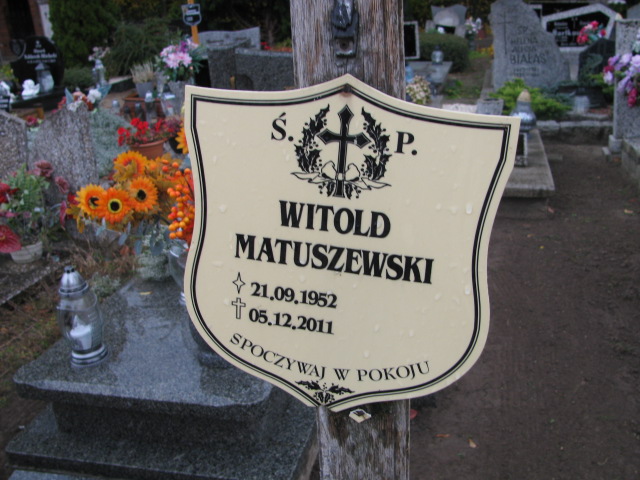 Ś. P.
WITOLD
MATUSZEWSKI
21.09.1952
05.12.2011
SPOCZYWAJ W POKOJU